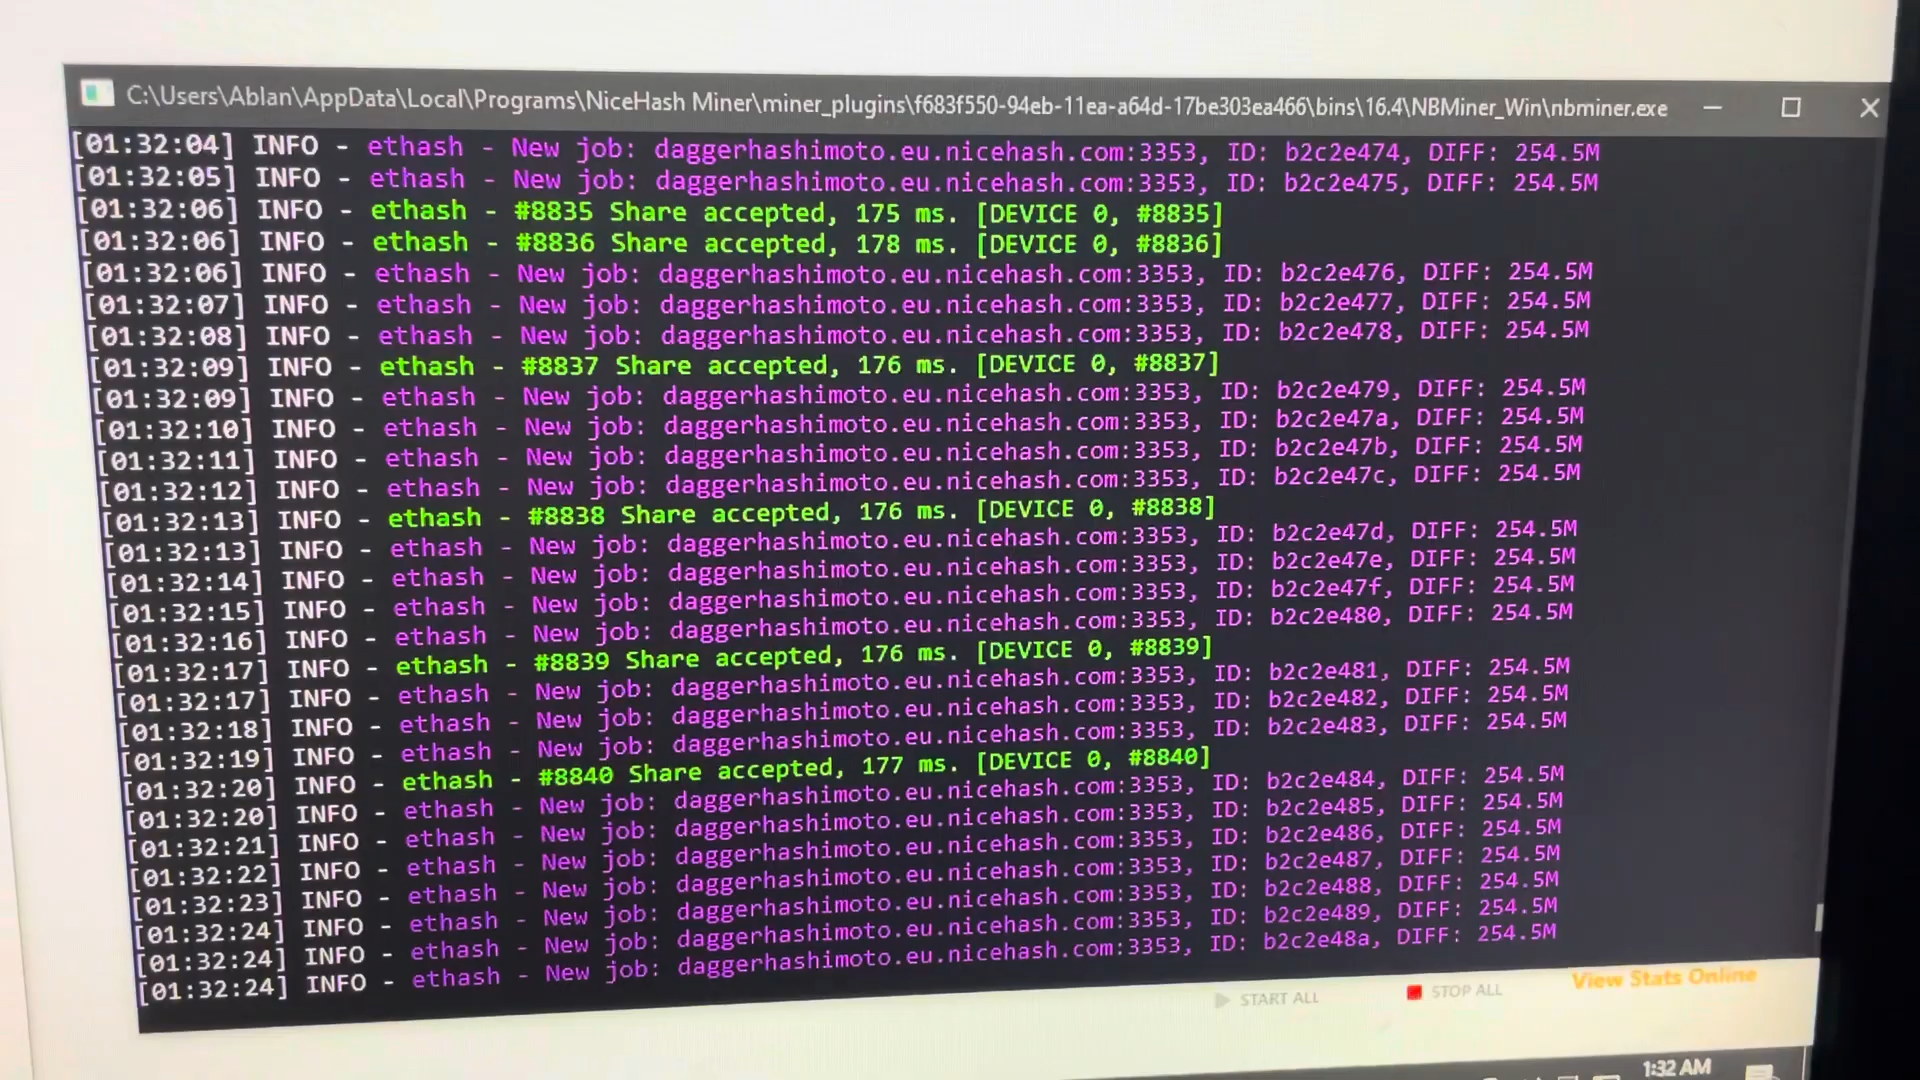 C:\Users\Ablan\AppData\Local\Programs\NiceHash Miner\miner_plugins\f683f550-94eb-11ea-a64d-17be303ea466\bins\16.4\NBMiner_Win\nbminer.exe
[01:32:04] INFO - ethash - New job: daggerhashimoto.eu.nicehash.com:3353, ID: b2c2e474, DIFF: 254.5M
[01:32:05] INFO - ethash - New job: daggerhashimoto.eu.nicehash.com:3353, ID: b2c2e475, DIFF: 254.5M
[01:32:06] INFO - ethash - #8835 Share accepted, 175 ms. [DEVICE 0, #8835]
[01:32:06] INFO - ethash - #8836 Share accepted, 178 ms. [DEVICE 0, #8836]
[01:32:06] INFO - ethash - New job: daggerhashimoto.eu.nicehash.com:3353, ID: b2c2e476, DIFF: 254.5M
[01:32:07] INFO - ethash - New job: daggerhashimoto.eu.nicehash.com:3353, ID: b2c2e477, DIFF: 254.5M
[01:32:08] INFO - ethash - New job: daggerhashimoto.eu.nicehash.com:3353, ID: b2c2e478, DIFF: 254.5M
[01:32:09] INFO - ethash - #8837 Share accepted, 176 ms. [DEVICE 0, #8837]
[01:32:09] INFO - ethash - New job: daggerhashimoto.eu.nicehash.com:3353, ID: b2c2e479, DIFF: 254.5M
[01:32:10] INFO - ethash - New job: daggerhashimoto.eu.nicehash.com:3353, ID: b2c2e47a, DIFF: 254.5M
[01:32:11] INFO - ethash - New job: daggerhashimoto.eu.nicehash.com:3353, ID: b2c2e47b, DIFF: 254.5M
[01:32:12] INFO - ethash - New job: daggerhashimoto.eu.nicehash.com:3353, ID: b2c2e47c, DIFF: 254.5M
[01:32:13] INFO - ethash - #8838 Share accepted, 176 ms. [DEVICE 0, #8838]
[01:32:13] INFO - ethash - New job: daggerhashimoto.eu.nicehash.com:3353, ID: b2c2e47d, DIFF: 254.5M
[01:32:14] INFO - ethash - New job: daggerhashimoto.eu.nicehash.com:3353, ID: b2c2e47e, DIFF: 254.5M
[01:32:15] INFO - ethash - New job: daggerhashimoto.eu.nicehash.com:3353, ID: b2c2e47f, DIFF: 254.5M
[01:32:16] INFO - ethash - New job: daggerhashimoto.eu.nicehash.com:3353, ID: b2c2e480, DIFF: 254.5M
[01:32:17] INFO - ethash - #8839 Share accepted, 176 ms. [DEVICE 0, #8839]
[01:32:17] INFO - ethash - New job: daggerhashimoto.eu.nicehash.com:3353, ID: b2c2e481, DIFF: 254.5M
[01:32:18] INFO - ethash - New job: daggerhashimoto.eu.nicehash.com:3353, ID: b2c2e482, DIFF: 254.5M
[01:32:19] INFO - ethash - New job: daggerhashimoto.eu.nicehash.com:3353, ID: b2c2e483, DIFF: 254.5M
[01:32:20] INFO - ethash - #8840 Share accepted, 177 ms. [DEVICE 0, #8840]
[01:32:20] INFO - ethash - New job: daggerhashimoto.eu.nicehash.com:3353, ID: b2c2e484, DIFF: 254.5M
[01:32:21] INFO - ethash - New job: daggerhashimoto.eu.nicehash.com:3353, ID: b2c2e485, DIFF: 254.5M
[01:32:22] INFO - ethash - New job: daggerhashimoto.eu.nicehash.com:3353, ID: b2c2e486, DIFF: 254.5M
[01:32:23] INFO - ethash - New job: daggerhashimoto.eu.nicehash.com:3353, ID: b2c2e487, DIFF: 254.5M
[01:32:24] INFO - ethash - New job: daggerhashimoto.eu.nicehash.com:3353, ID: b2c2e488, DIFF: 254.5M
[01:32:24] INFO - ethash - New job: daggerhashimoto.eu.nicehash.com:3353, ID: b2c2e489, DIFF: 254.5M
[01:32:24] INFO - ethash - New job: daggerhashimoto.eu.nicehash.com:3353, ID: b2c2e48a, DIFF: 254.5M
START ALL
STOP ALL
View Stats Online
1:32 AM